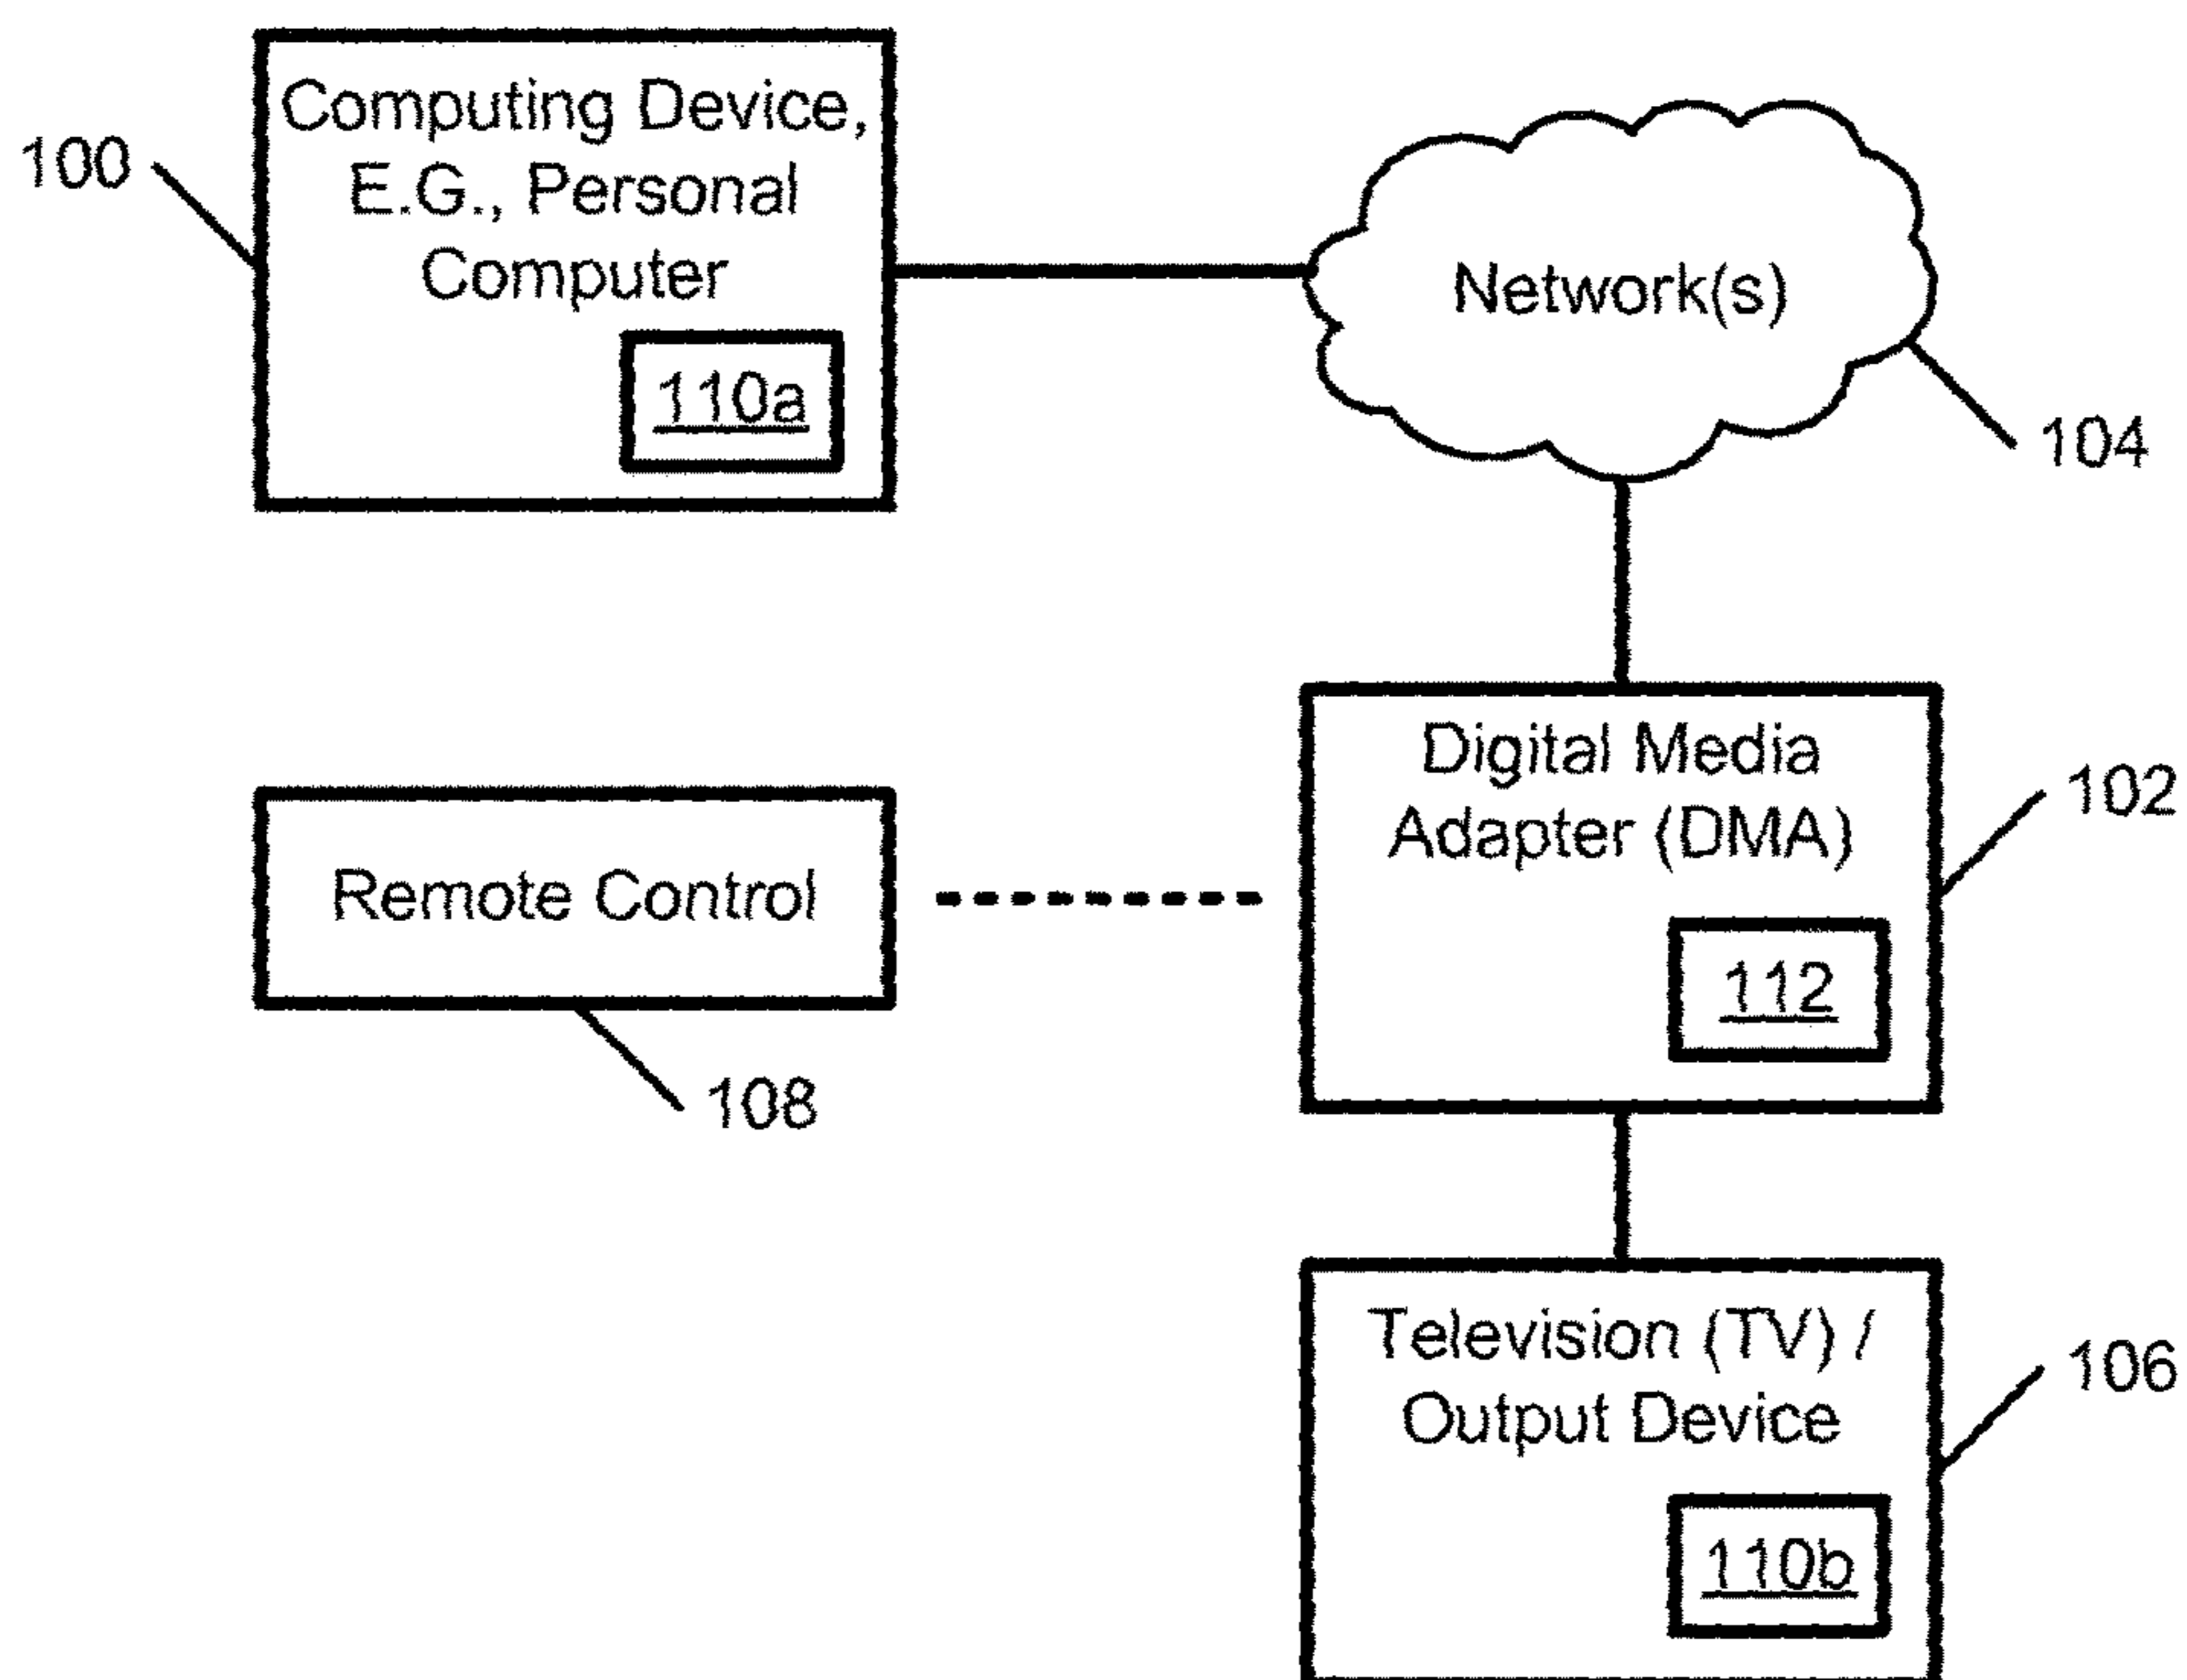 100
Computing Device,
E.G., Personal
Computer
110a
Network(s)
104
Digital Media
Adapter (DMA)
112
102
Remote Control
108
Television (TV) /
Output Device
110b
106